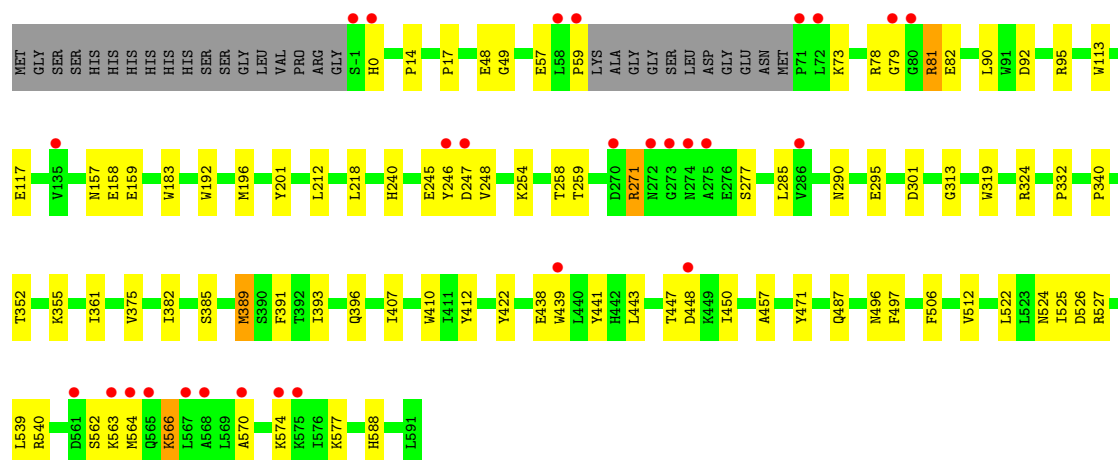 MET GLY SER SER HIS HIS HIS HIS HIS HIS SER SER GLY LEU VAL PRO ARG GLY S-1 H0 P14 P17 E48 G49 E57 L58 P59 LYS ALA GLY GLY SER LEU ASP GLY GLU ASN MET P71 L72 K73 R78 G79 G80 R81 E82 L90 W91 D92 R95 W113
E117 V135 N157 E158 E159 W183 W192 M196 Y201 L212 L218 H240 E245 Y246 D247 V248 K254 T258 T259 D270 R271 N272 G273 N274 A275 E276 S277 L285 V286 N290 E295 D301 G313 W319 R324 P332 P340
T352 K355 I361 V375 I382 S385 M389 S390 F391 T392 I393 Q396 I407 W410 I411 Y412 Y422 E438 W439 L440 Y441 H442 L443 T447 D448 K449 I450 A457 Y471 Q487 N496 F497 F506 V512 L522 L523 N524 I525 D526 R527
L539 R540 D561 S562 K563 M564 Q565 K566 L567 A568 L569 A570 K574 K575 I576 K577 H588 L591